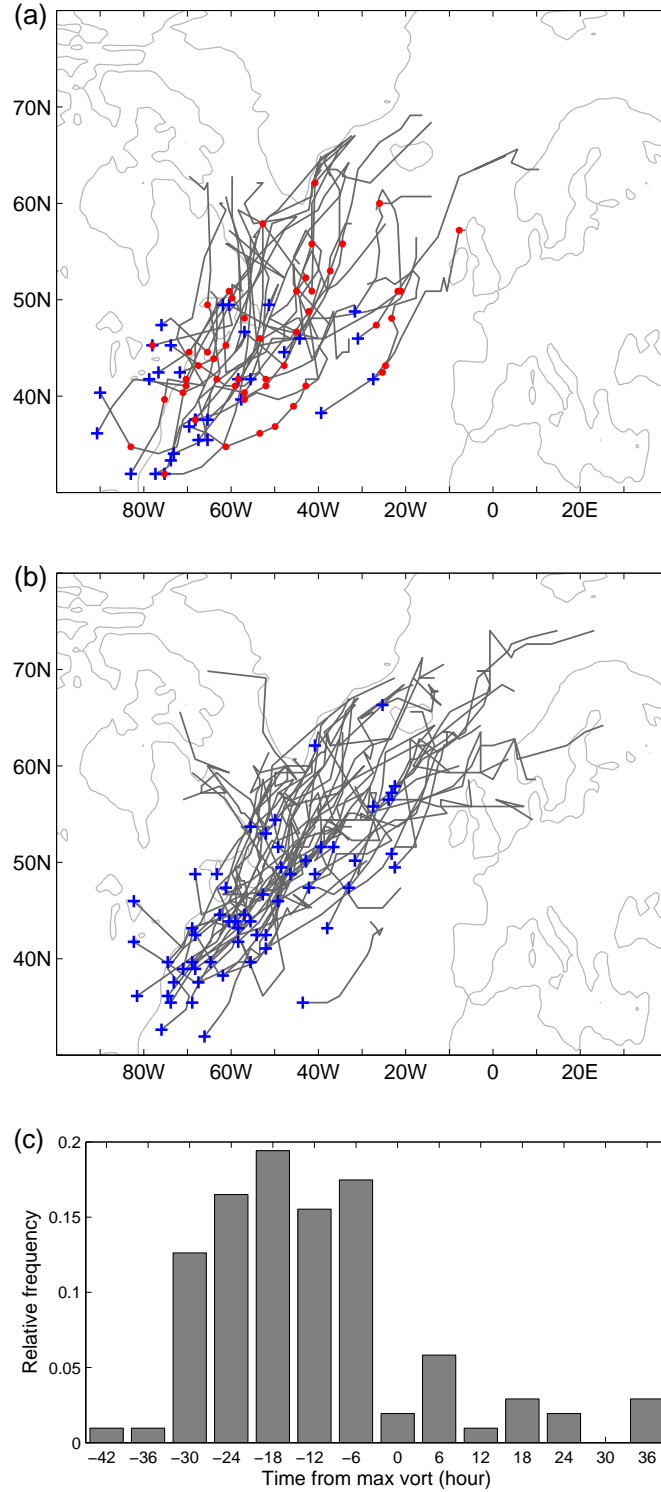 (a)
70N
60N
50N
40N
80W 60W 40W 20W 0 20E
(b)
70N
60N
50N
40N
80W 60W 40W 20W 0 20E
(c)
0.2
0.15
0.1
0.05
0
Relative frequency
−42 −36 −30 −24 −18 −12 −6 0 6 12 18 24 30 36
Time from max vort (hour)